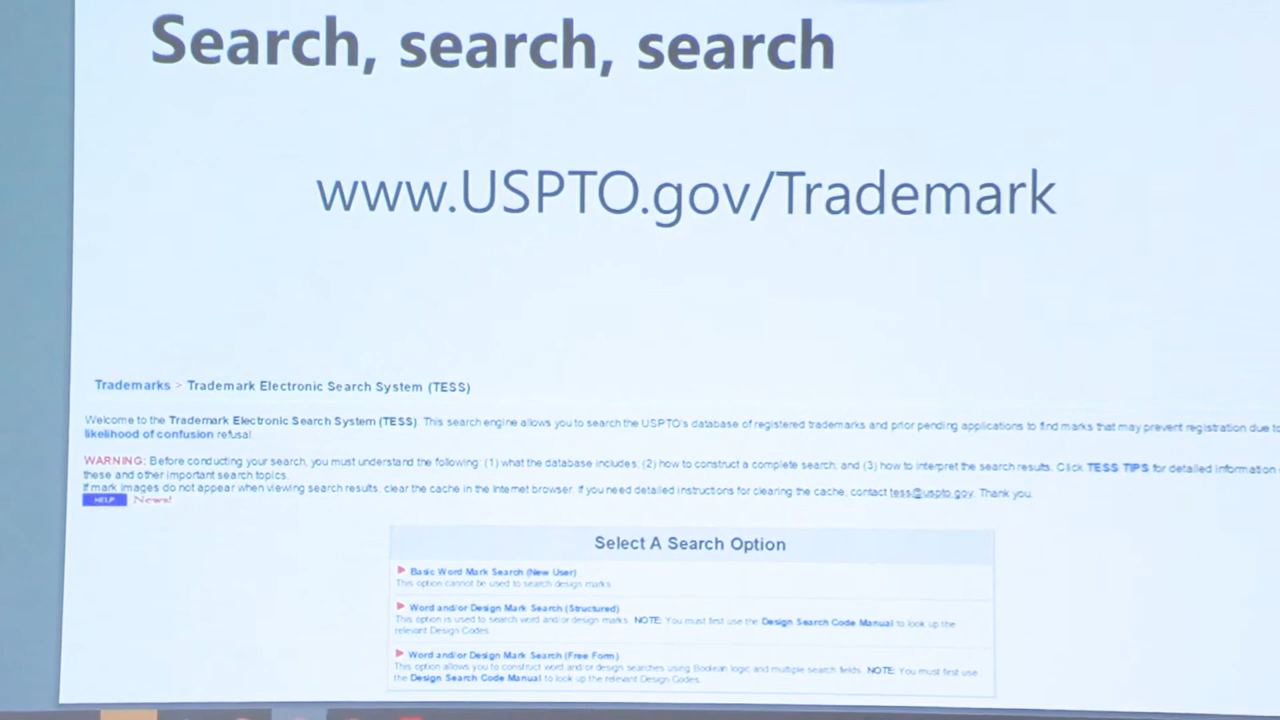 Search, search, search
www.USPTO.gov/Trademark
Trademarks > Trademark Electronic Search System (TESS)
Welcome to the Trademark Electronic Search System (TESS). This search engine allows you to search the USPTO's database of registered trademarks and prior pending applications to find marks that may prevent registration due to
likelihood of confusion refusal.
WARNING: Before conducting your search, you must understand the following: (1) what the database includes; (2) how to construct a complete search; and (3) how to interpret the search results. Click TESS TIPS for detailed information
these and other important search topics.
If mark images do not appear when viewing search results, clear the cache in the Internet browser. If you need detailed instructions for clearing the cache, contact tess@uspto.gov. Thank you.
HELP News!
Select A Search Option
Basic Word Mark Search (New User)
This option cannot be used to search design marks.
Word and/or Design Mark Search (Structured)
This option is used to search word and/or design marks. NOTE: You must first use the Design Search Code Manual to look up the
relevant Design Codes.
Word and/or Design Mark Search (Free Form)
This option allows you to construct word and/or design searches using Boolean logic and multiple search fields. NOTE: You must first use
the Design Search Code Manual to look up the relevant Design Codes.